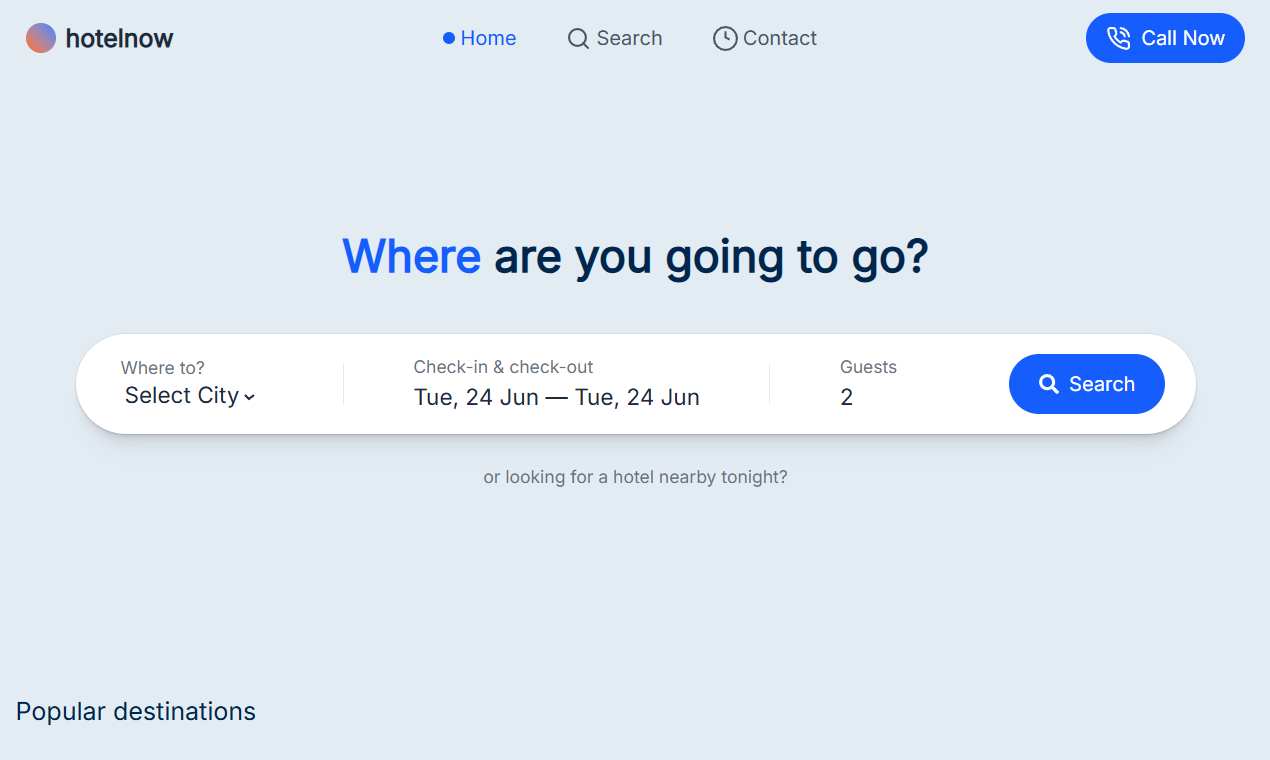 hotelnow
Home
Search
Contact
Call Now
Where are you going to go?
Where to?
Select City
Check-in & check-out
Tue, 24 Jun — Tue, 24 Jun
Guests
2
Search
or looking for a hotel nearby tonight?
Popular destinations